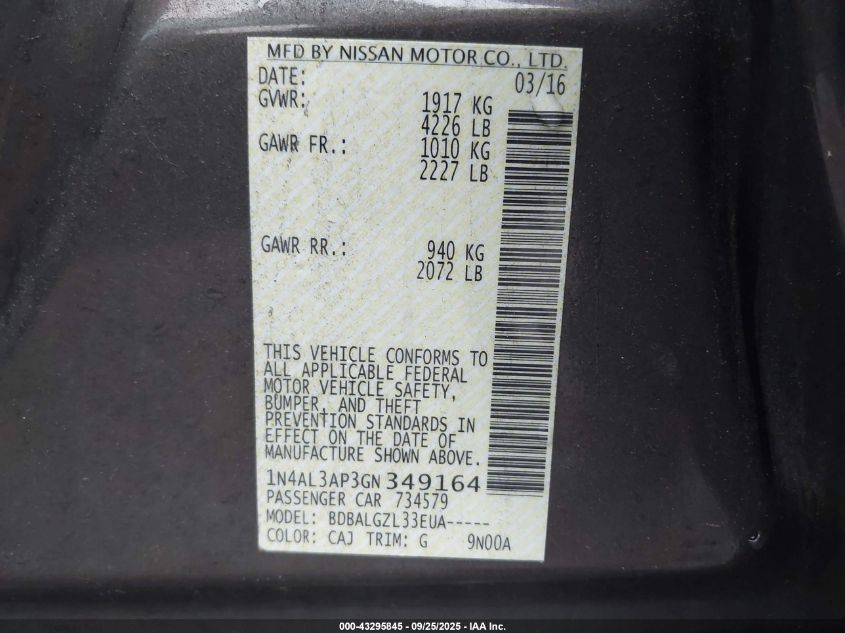 MFD BY NISSAN MOTOR CO., LTD.
DATE: 03/16
GVWR: 1917 KG
4226 LB
GAWR FR.: 1010 KG
2227 LB
GAWR RR.: 940 KG
2072 LB
THIS VEHICLE CONFORMS TO
ALL APPLICABLE FEDERAL
MOTOR VEHICLE SAFETY,
BUMPER, AND THEFT
PREVENTION STANDARDS IN
EFFECT ON THE DATE OF
MANUFACTURE SHOWN ABOVE.
1N4AL3AP3GN349164
PASSENGER CAR 734579
MODEL: BDBALGZL33EUA-----
COLOR: CAJ TRIM: G 9N00A
000-43295845 - 09/25/2025 - IAA Inc.